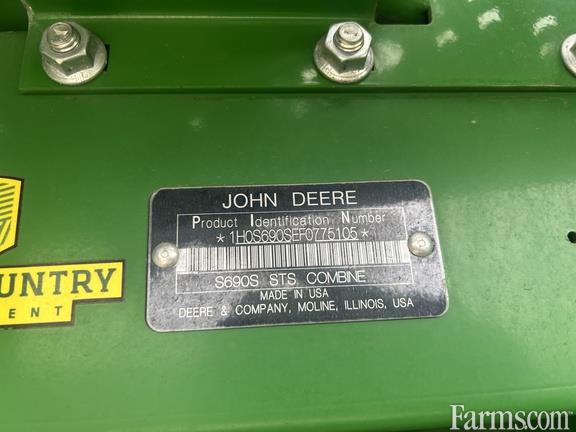 JOHN DEERE
Product Identification Number
*1H0S690SEF0775105*
S690S STS COMBINE
MADE IN USA
DEERE & COMPANY, MOLINE, ILLINOIS, USA
OUNTRY
ENT
Farms.com®